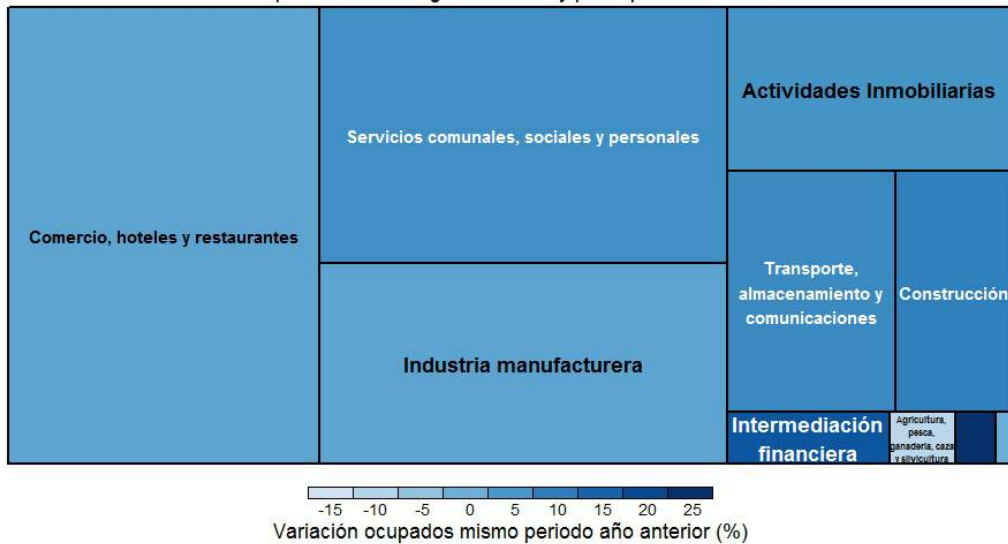 Comercio, hoteles y restaurantes
Servicios comunales, sociales y personales
Industria manufacturera
Actividades Inmobiliarias
Transporte,
almacenamiento y
comunicaciones
Construcción
Intermediación
financiera
Agricultura,
pesca,
ganadería, caza
y silvicultura
-15 -10 -5 0 5 10 15 20 25
Variación ocupados mismo periodo año anterior (%)